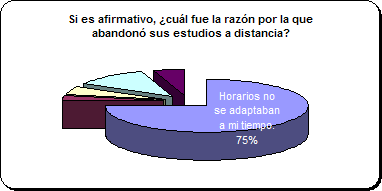 Si es afirmativo, ¿cuál fue la razón por la que
abandonó sus estudios a distancia?
Horarios no
se adaptaban
a mi tiempo.
75%